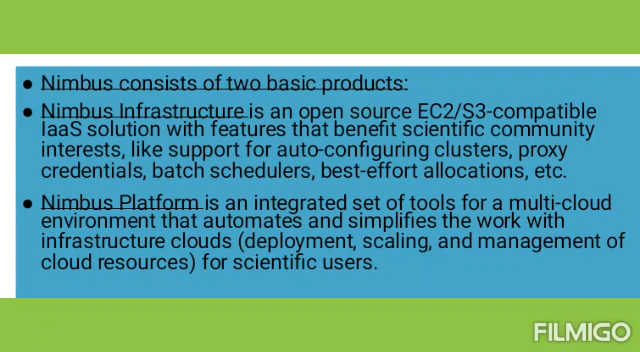 ● Nimbus consists of two basic products:
● Nimbus Infrastructure is an open source EC2/S3-compatible
IaaS solution with features that benefit scientific community
interests, like support for auto-configuring clusters, proxy
credentials, batch schedulers, best-effort allocations, etc.
● Nimbus Platform is an integrated set of tools for a multi-cloud
environment that automates and simplifies the work with
infrastructure clouds (deployment, scaling, and management of
cloud resources) for scientific users.
FILMIGO